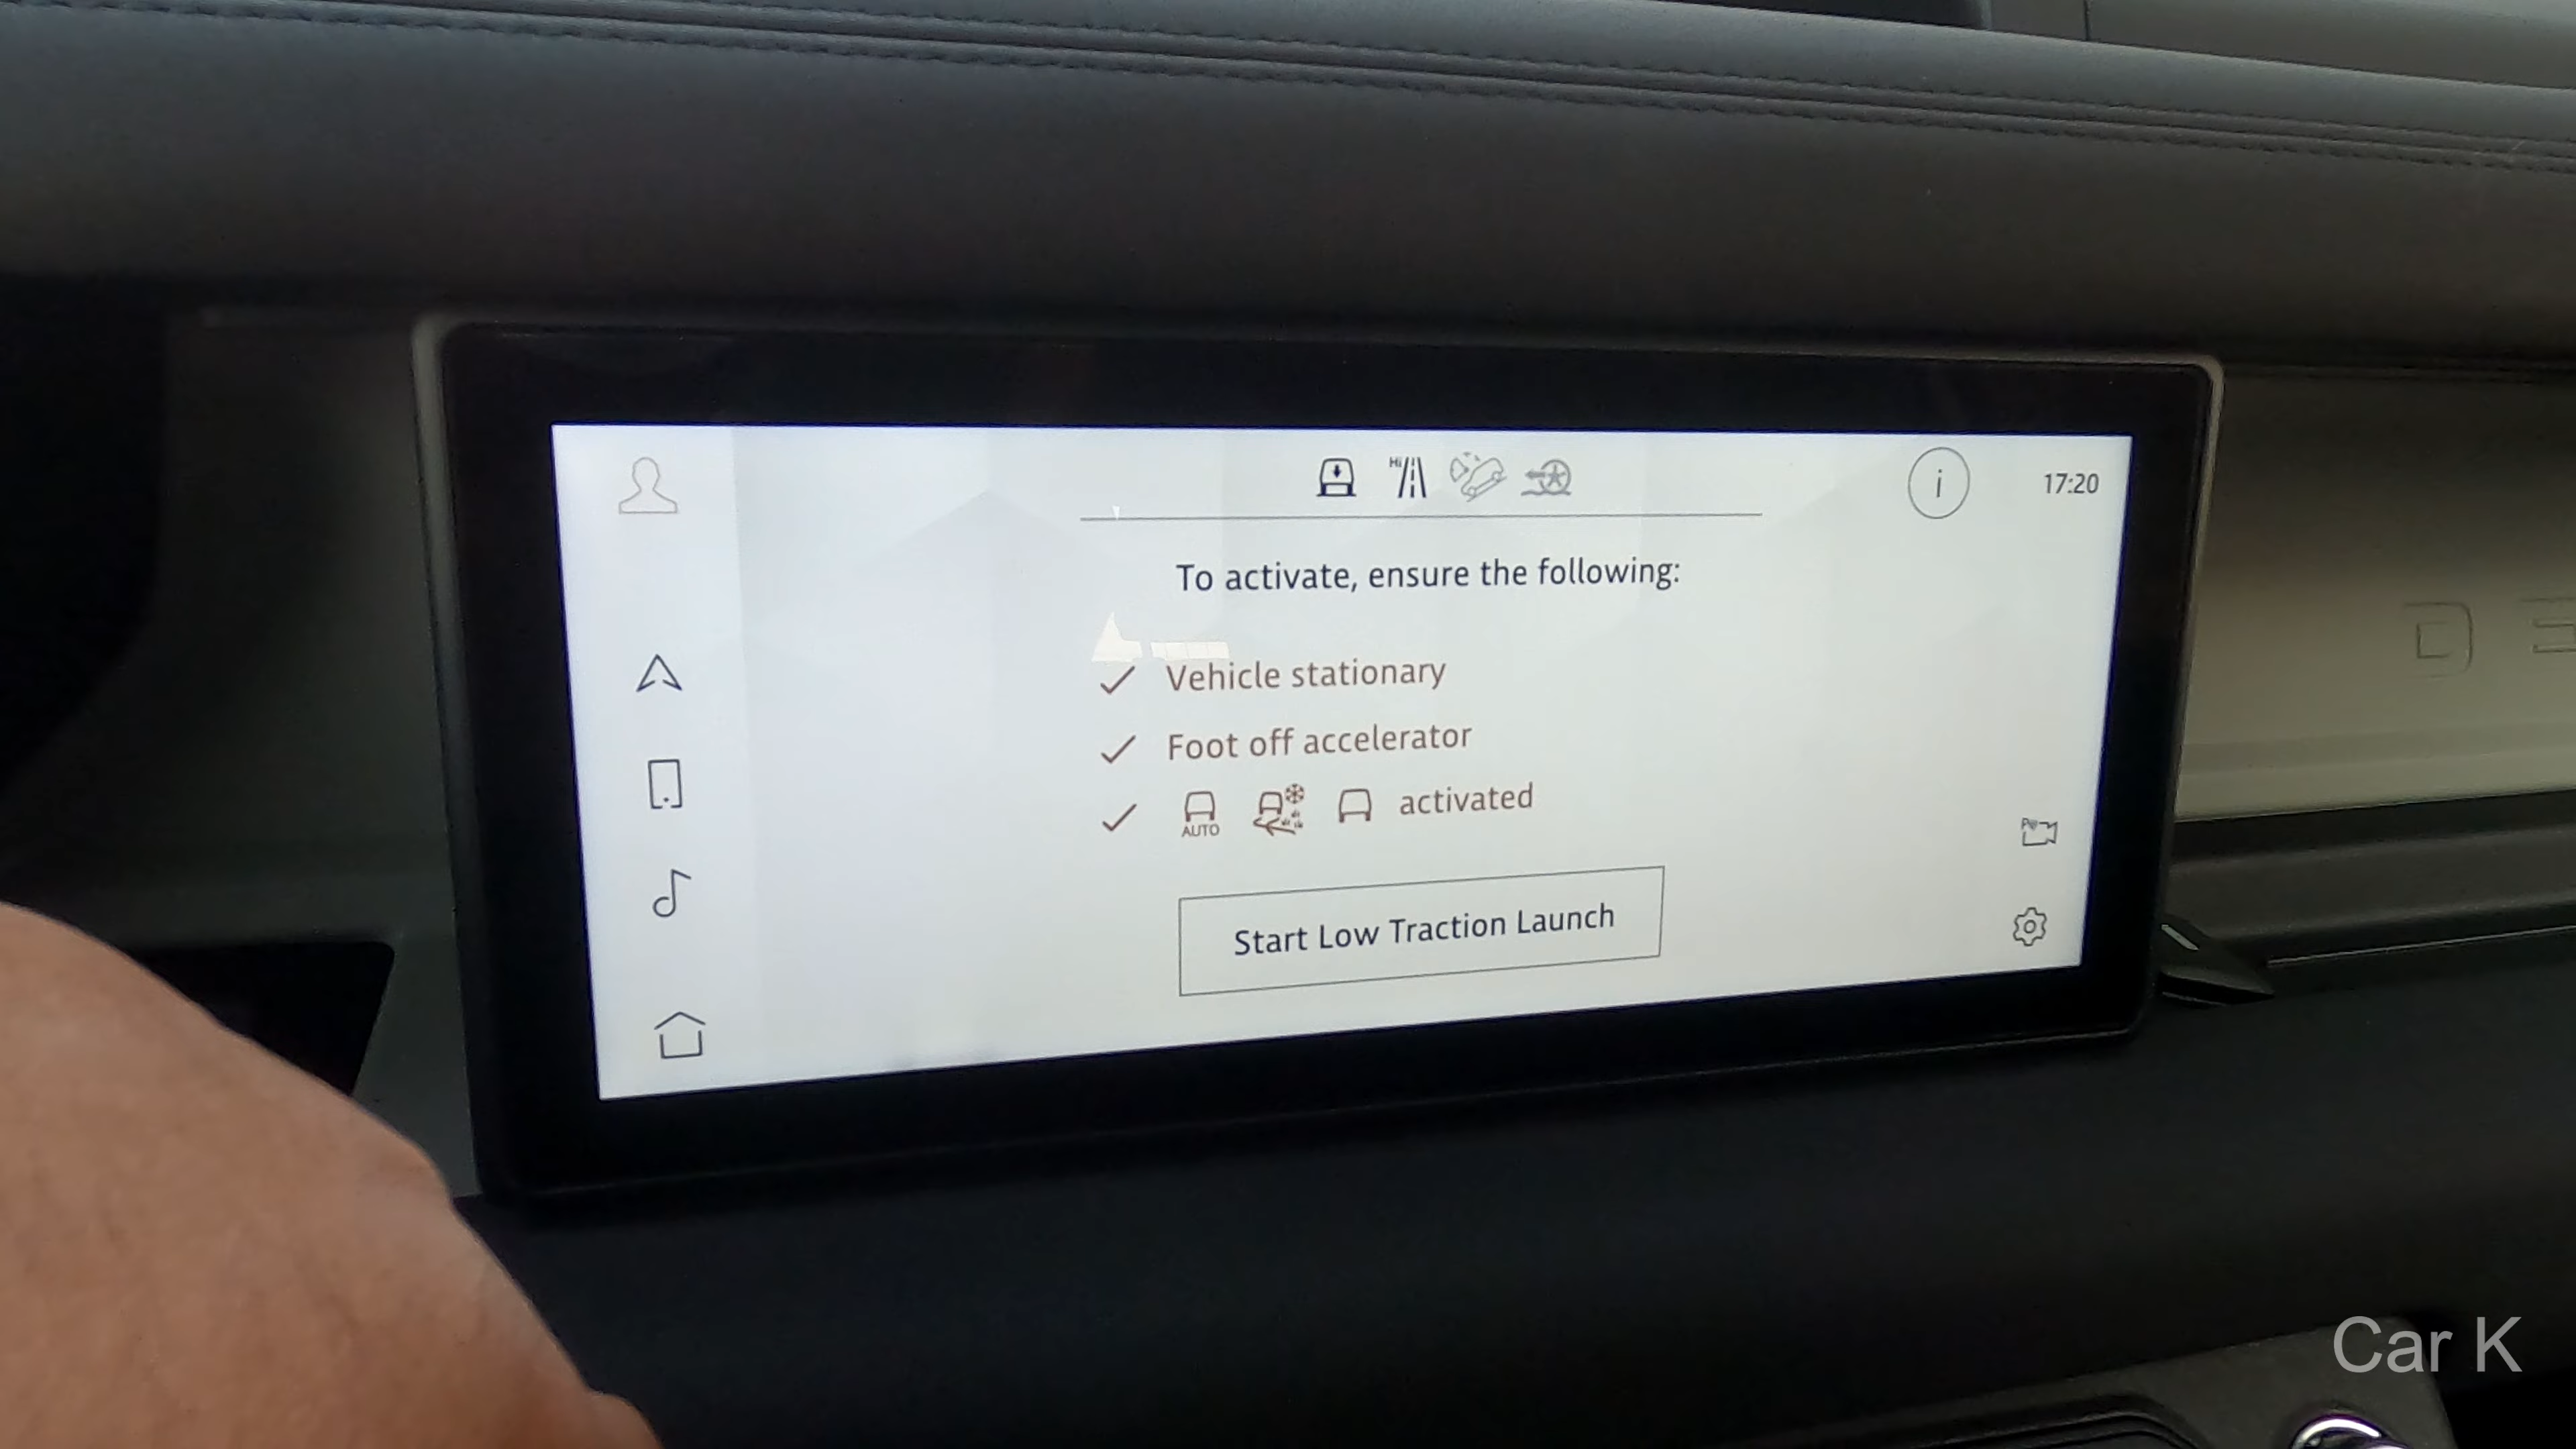 Hi
17:20
To activate, ensure the following:
Vehicle stationary
Foot off accelerator
AUTO activated
Start Low Traction Launch
D E
Car K